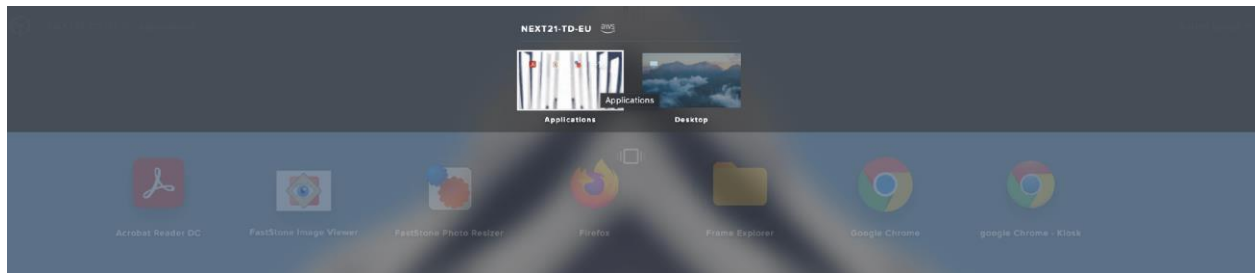 NEXT21-TD-EU aws
Applications
Applications Desktop
Acrobat Reader DC FastStone Image Viewer FastStone Photo Resizer Firefox Frame Explorer Google Chrome google Chrome - Kiosk